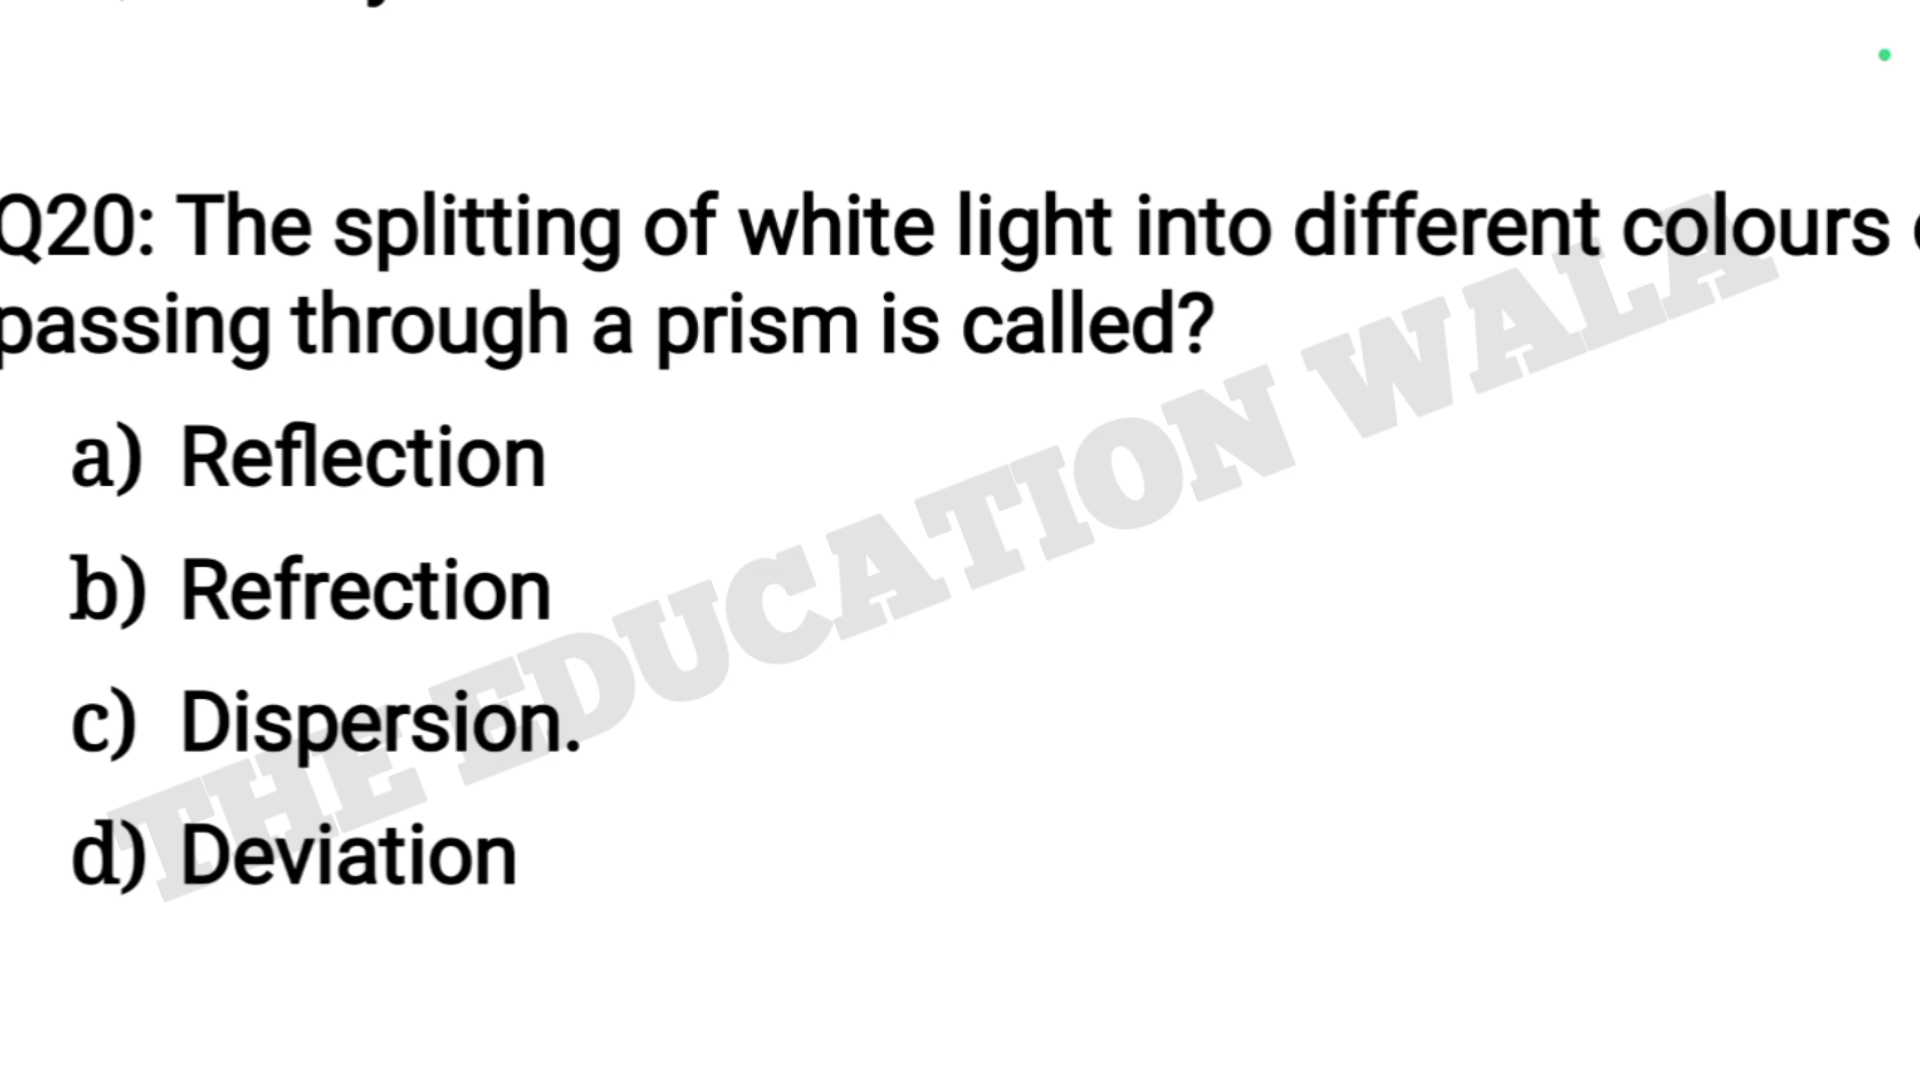 Q20: The splitting of white light into different colours
passing through a prism is called?
a) Reflection
b) Refrection
c) Dispersion.
d) Deviation
THE EDUCATION WALA